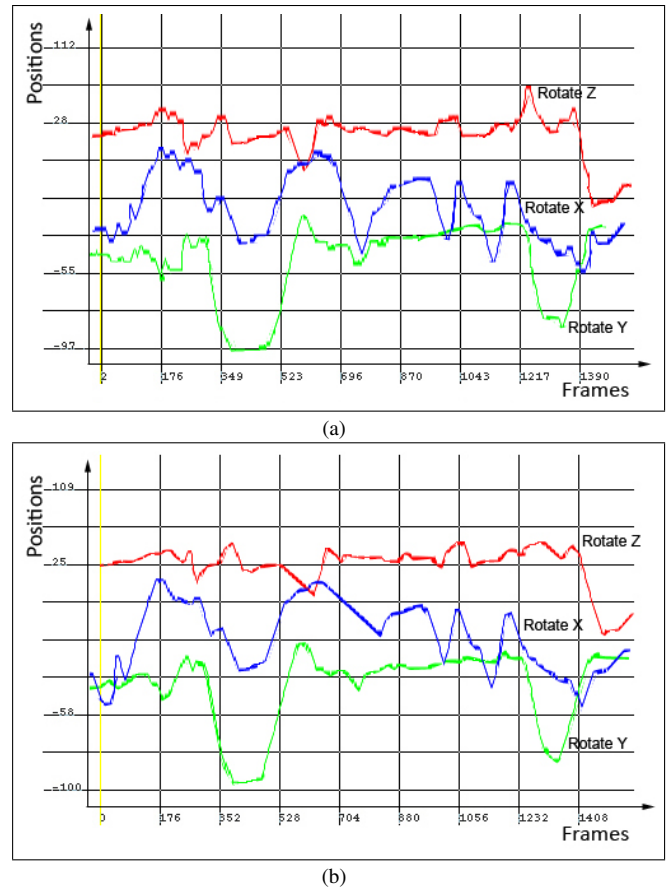 Positions
112
Rotate Z
28
Rotate X
-55
Rotate Y
-97
2 176 349 523 696 870 1043 1217 1390
Frames
(a)
Positions
109
Rotate Z
25
Rotate X
-58
Rotate Y
-100
0 176 352 528 704 880 1056 1232 1408
Frames
(b)